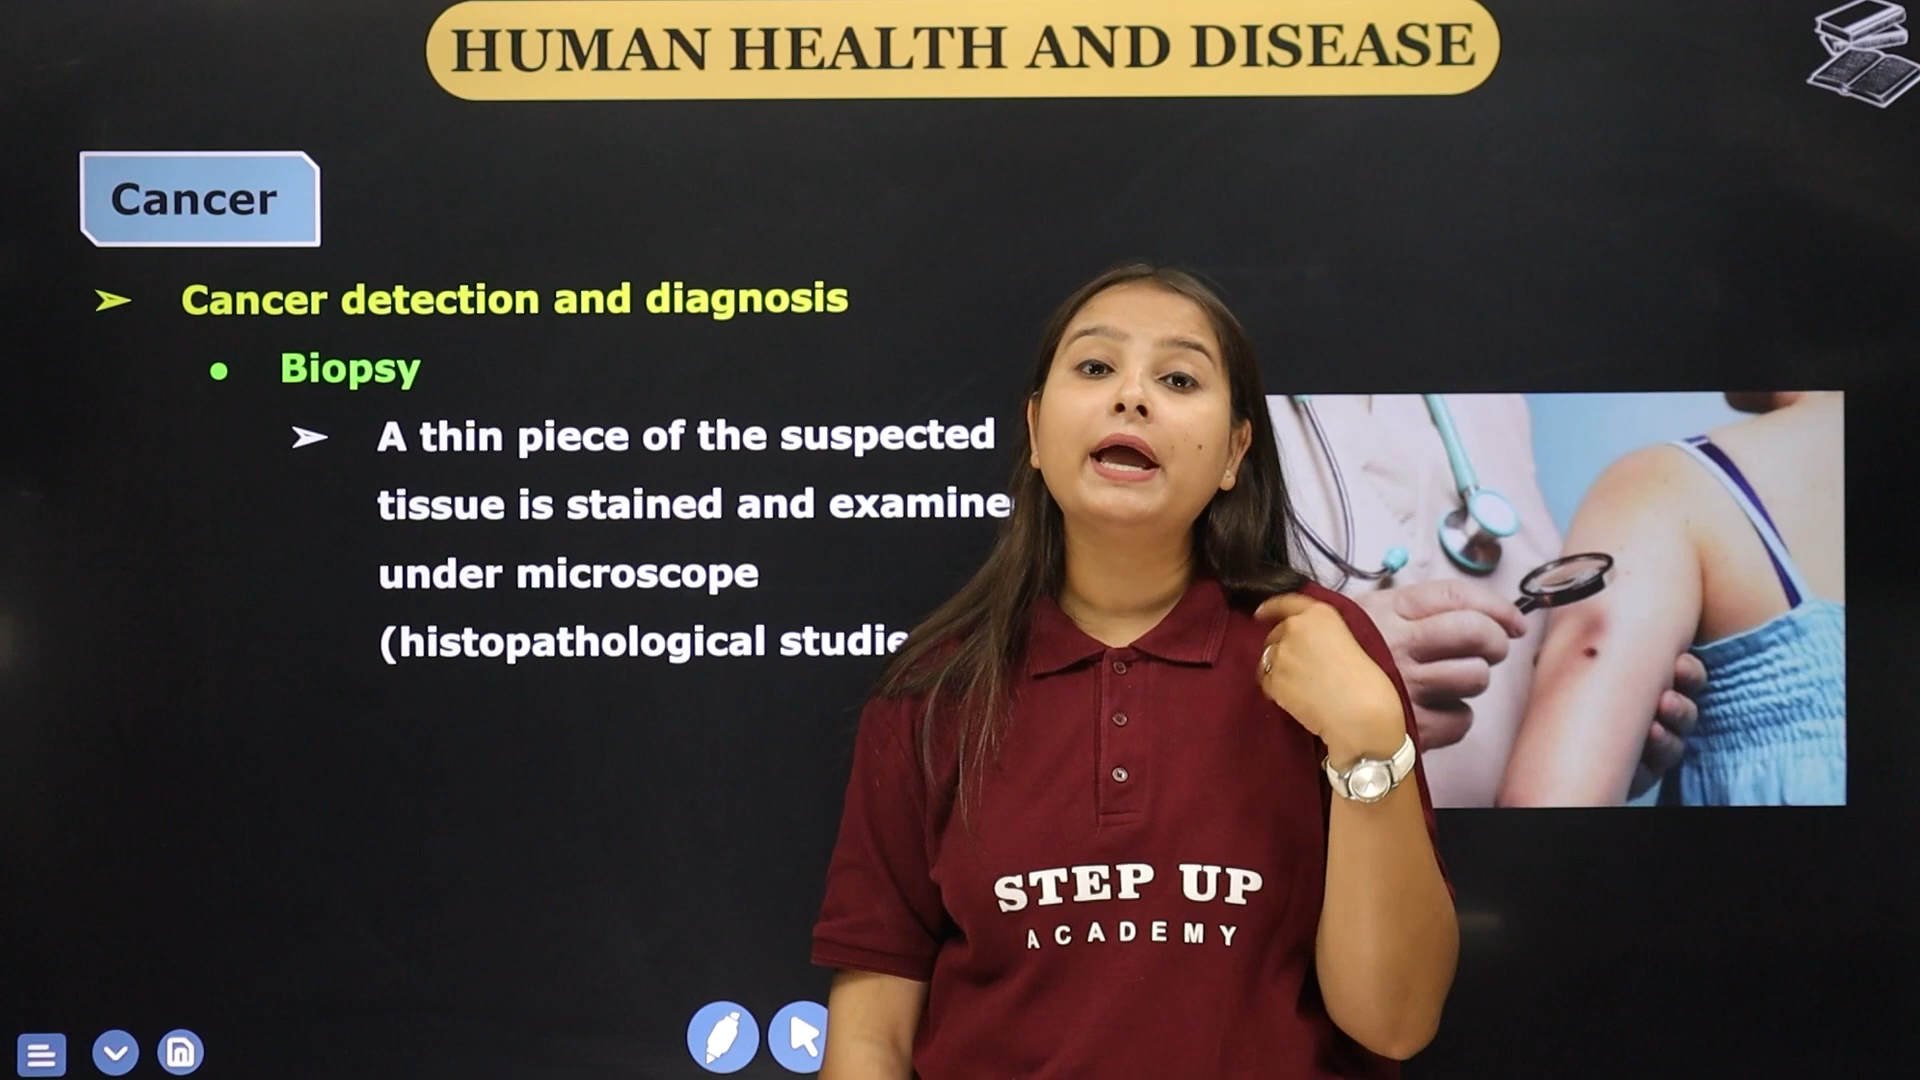 HUMAN HEALTH AND DISEASE
Cancer
➢ Cancer detection and diagnosis
• Biopsy
➢ A thin piece of the suspected
tissue is stained and examine
under microscope
(histopathological studie
STEP UP
ACADEMY